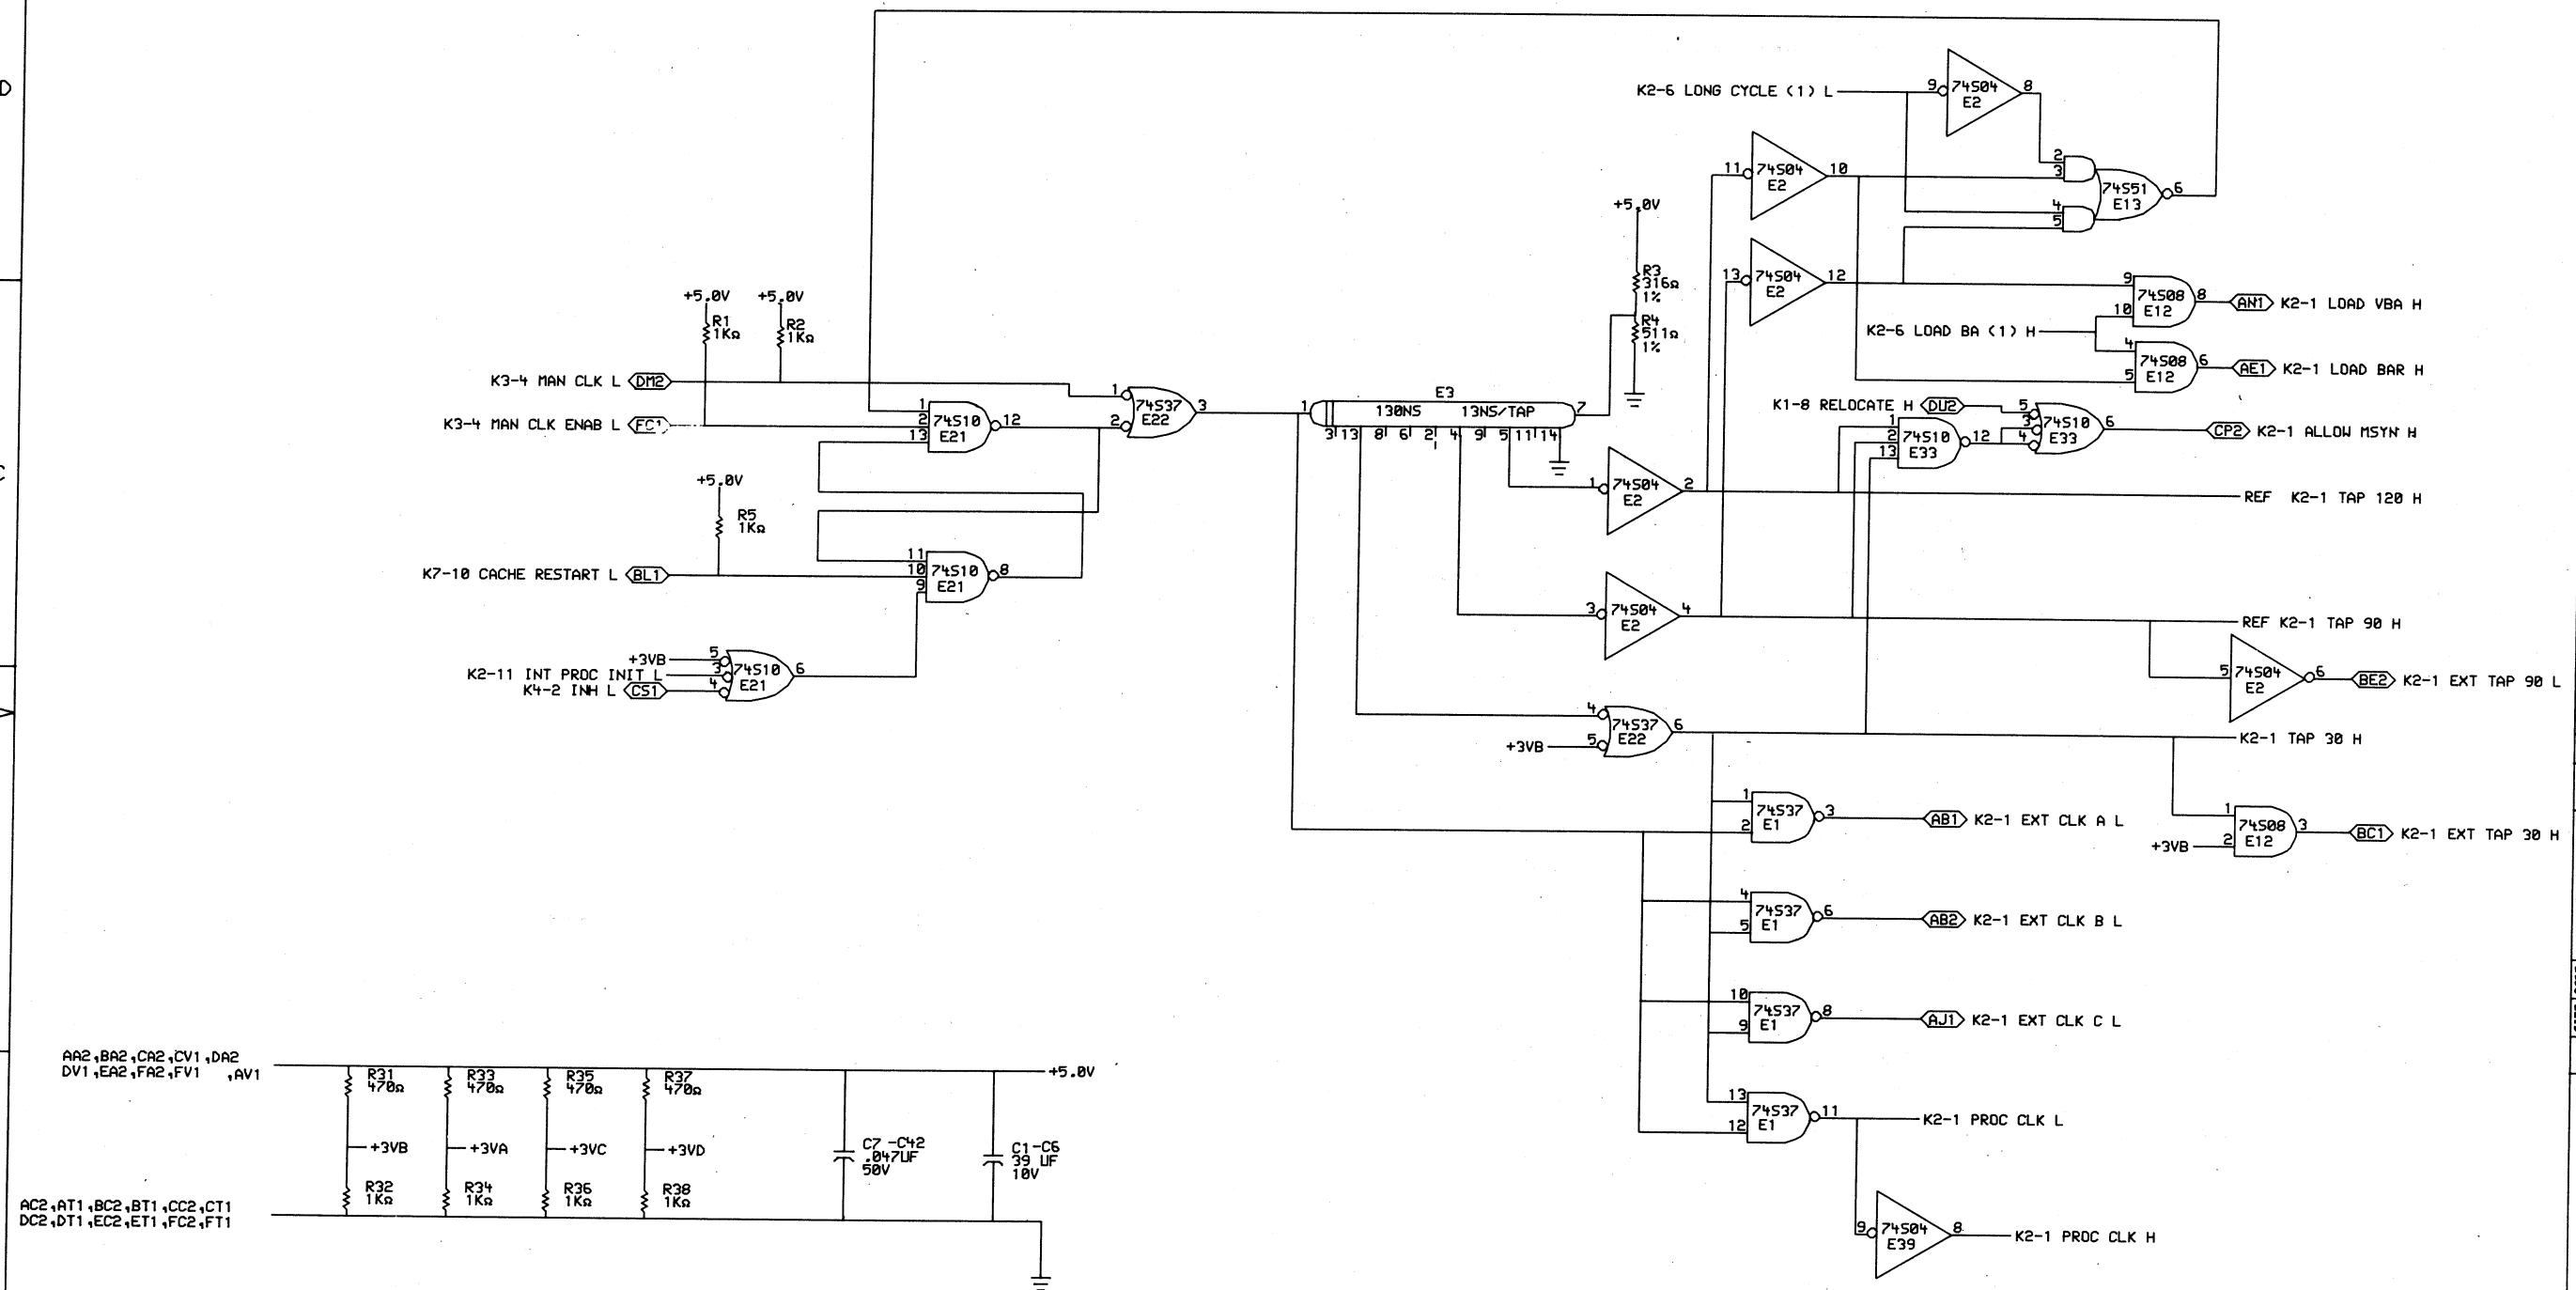 D
K2-6 LONG CYCLE (1) L
9
74S04
E2
8
11
74S04
E2
10
2
3
4
5
74S51
E13
6
+5.0V
R3
316Ω
1%
R4
511Ω
1%
13
74S04
E2
12
9
10
74S08
E12
8
AN1
K2-1 LOAD VBA H
K2-6 LOAD BA (1) H
4
5
74S08
E12
6
AE1
K2-1 LOAD BAR H
+5.0V
+5.0V
R1
1KΩ
R2
1KΩ
K3-4 MAN CLK L
DM2
K3-4 MAN CLK ENAB L
FC1
1
2
13
74S10
E21
12
1
2
74S37
E22
3
E3
1
130NS
13NS/TAP
7
3
13
8
6
2
4
9
5
11
14
K1-8 RELOCATE H
DU2
1
2
13
74S10
E33
12
5
3
4
74S10
E33
6
CP2
K2-1 ALLOW MSYN H
C
+5.0V
R5
1KΩ
1
74S04
E2
2
REF K2-1 TAP 120 H
K7-10 CACHE RESTART L
BL1
11
10
9
74S10
E21
8
3
74S04
E2
4
REF K2-1 TAP 90 H
+3VB
K2-11 INT PROC INIT L
K4-2 INH L
CS1
5
3
4
74S10
E21
6
5
74S04
E2
6
BE2
K2-1 EXT TAP 90 L
4
+3VB
5
74S37
E22
6
K2-1 TAP 30 H
1
2
74S37
E1
3
AB1
K2-1 EXT CLK A L
+3VB
1
2
74S08
E12
3
BC1
K2-1 EXT TAP 30 H
4
5
74S37
E1
6
AB2
K2-1 EXT CLK B L
10
9
74S37
E1
8
AJ1
K2-1 EXT CLK C L
13
12
74S37
E1
11
K2-1 PROC CLK L
9
74S04
E39
8
K2-1 PROC CLK H
AA2,BA2,CA2,CV1,DA2
DV1,EA2,FA2,FV1 ,AV1
+5.0V
R31
470Ω
R33
470Ω
R35
470Ω
R37
470Ω
+3VB
+3VA
+3VC
+3VD
C7-C42
.047UF
50V
C1-C6
39 UF
10V
R32
1KΩ
R34
1KΩ
R36
1KΩ
R38
1KΩ
AC2,AT1,BC2,BT1,CC2,CT1
DC2,DT1,EC2,ET1,FC2,FT1